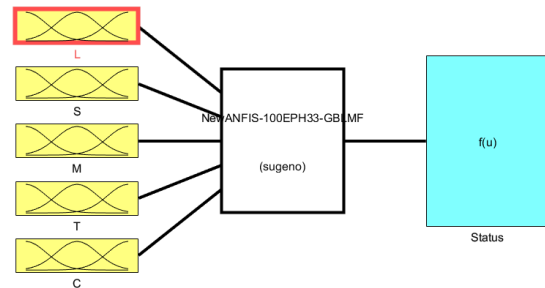 L
S
M
T
C
NewANFIS-100EPH33-GBLMF
(sugeno)
f(u)
Status